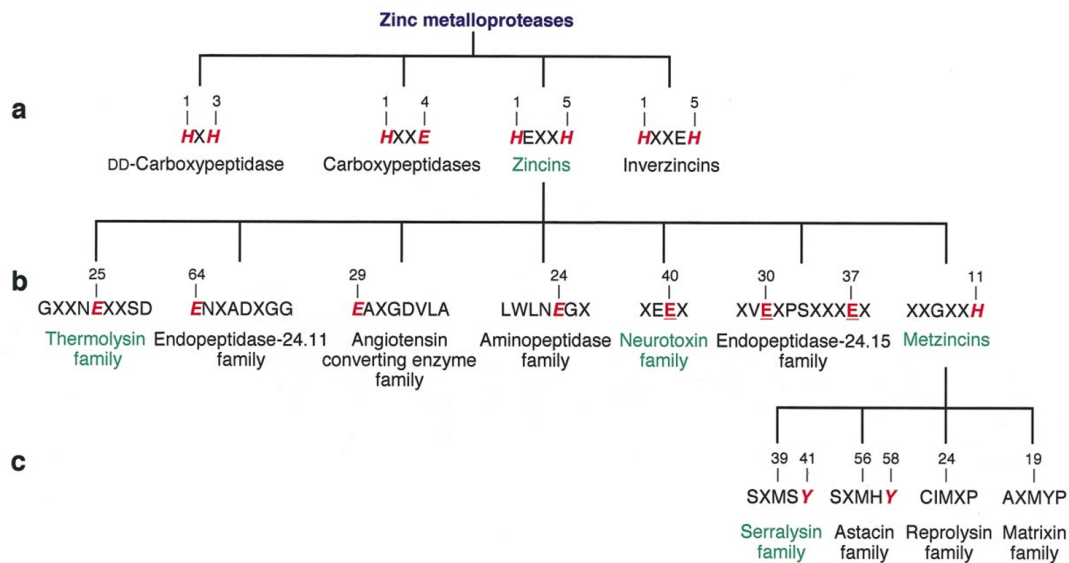 Zinc metalloproteases
a
1 3 1 4 1 5 1 5
HXH HXXE HEXXH HXXEH
DD-Carboxypeptidase Carboxypeptidases Zincins Inverzincins
b
25 64 29 24 40 30 37 11
GXXNEXXSD ENXADXGG EAXGDVLA LWLNEGX XEEX XVEXPSXXXEX XXGXXH
Thermolysin Endopeptidase-24.11 Angiotensin Aminopeptidase Neurotoxin Endopeptidase-24.15 Metzincins
family family converting enzyme family family family
family
c
39 41 56 58 24 19
SXMSY SXMHY CIMXP AXMYP
Serralysin Astacin Reprolysin Matrixin
family family family family